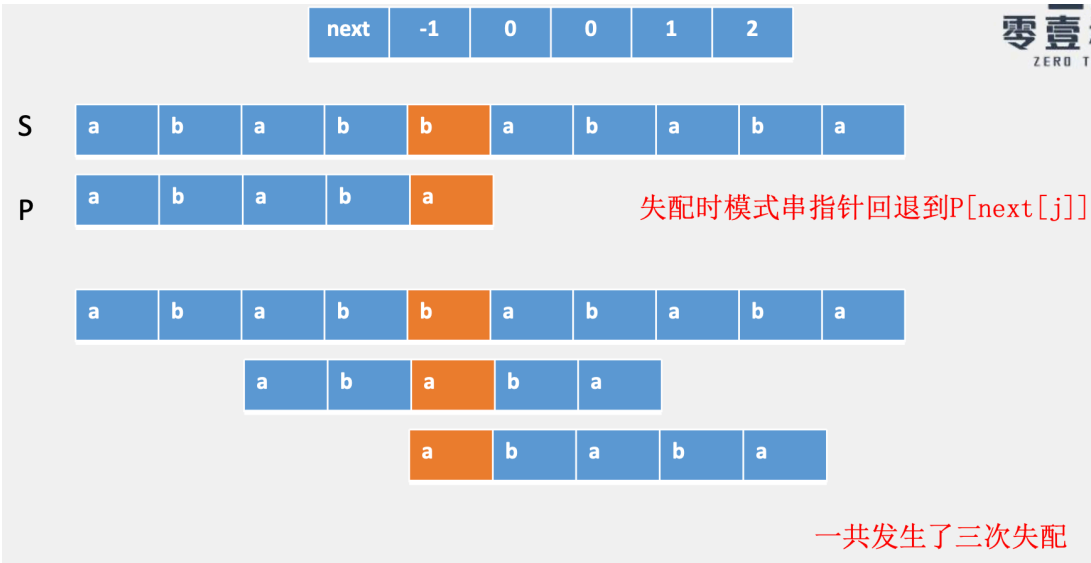 next -1 0 0 1 2
零壹
ZERO T
S a b a b b a b a b a
P a b a b a
失配时模式串指针回退到P[next[j]]
a b a b b a b a b a
a b a b a
a b a b a
一共发生了三次失配